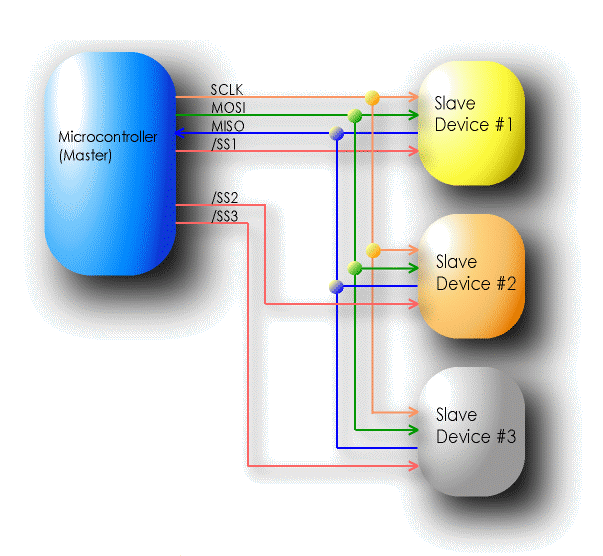 SCLK
MOSI
MISO
/SS1
Microcontroller
(Master)
/SS2
/SS3
Slave
Device #1
Slave
Device #2
Slave
Device #3